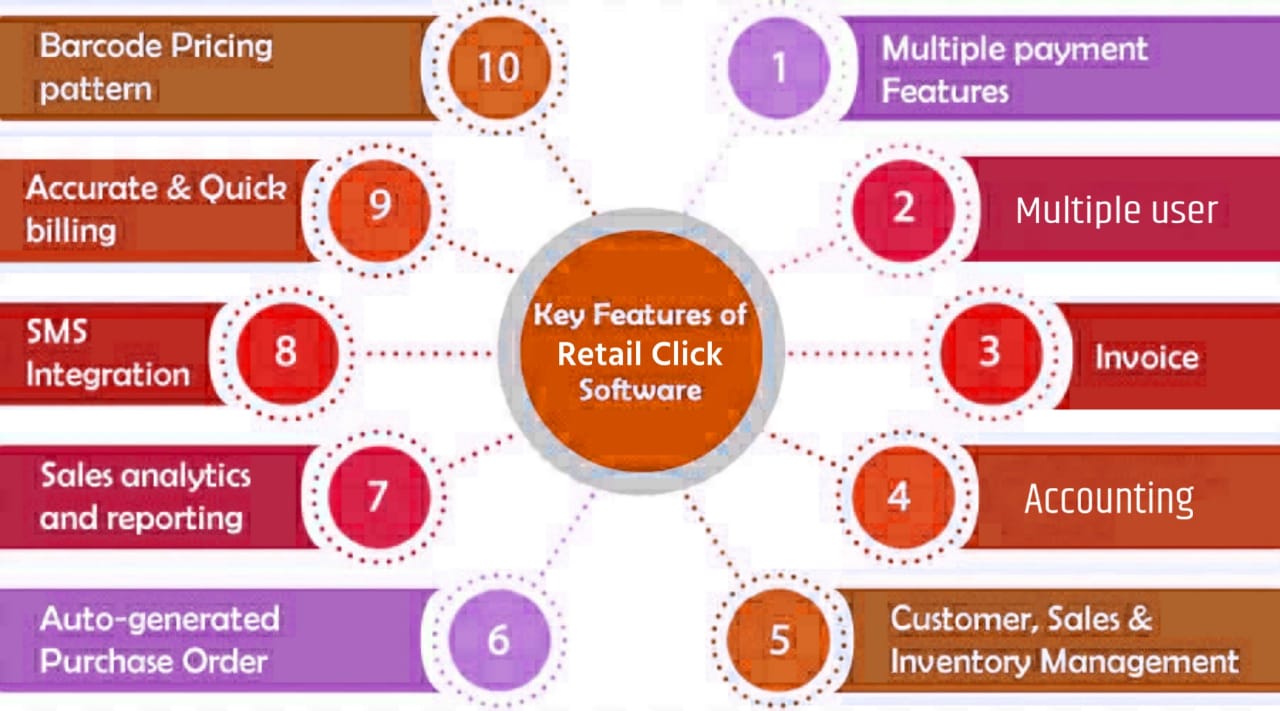 Key Features of
Retail Click
Software
1
Multiple payment
Features
2
Multiple user
3
Invoice
4
Accounting
5
Customer, Sales &
Inventory Management
6
Auto-generated
Purchase Order
7
Sales analytics
and reporting
8
SMS
Integration
9
Accurate & Quick
billing
10
Barcode Pricing
pattern